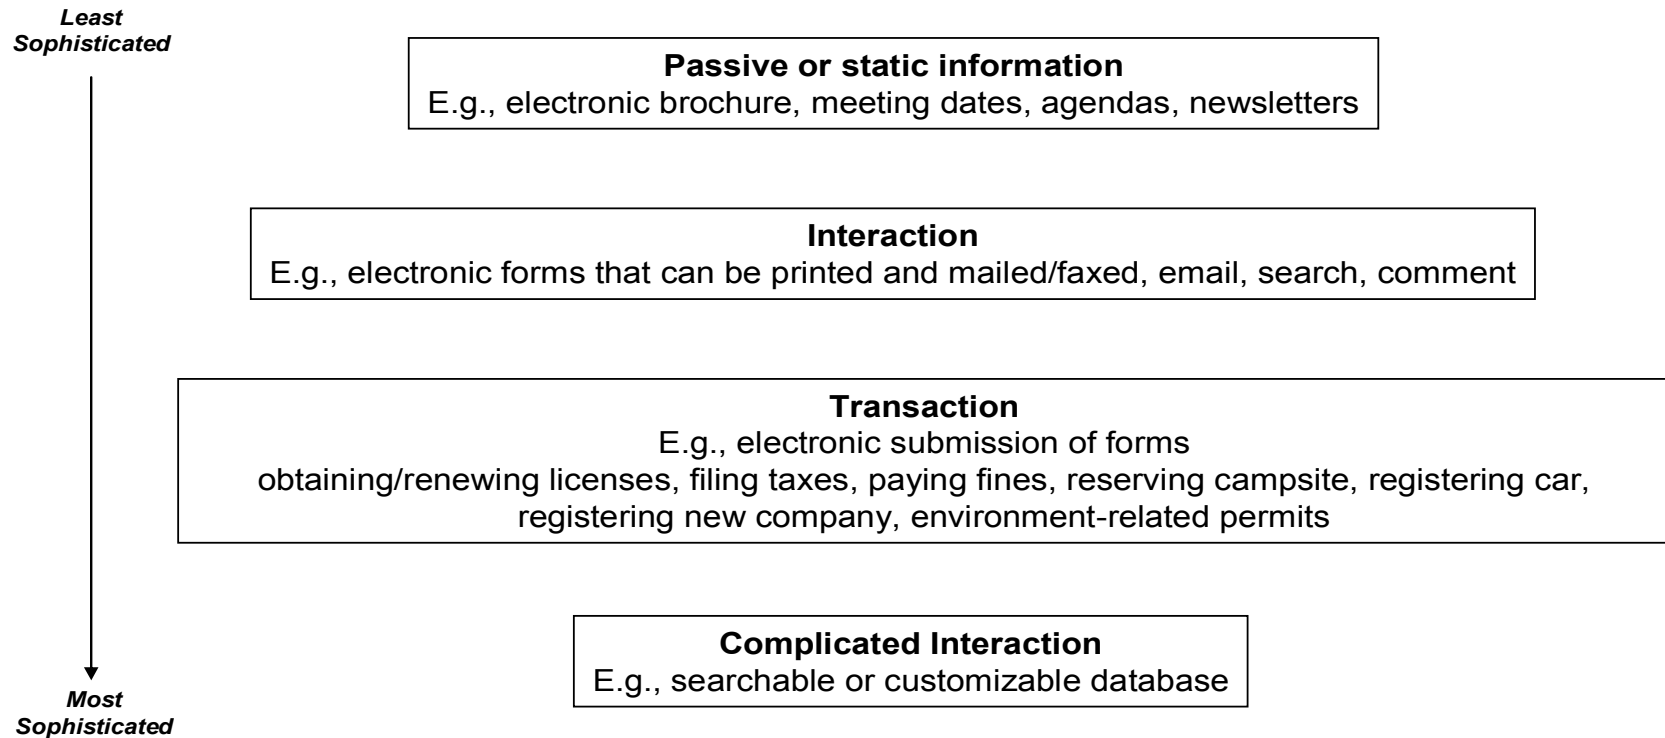 Least
Sophisticated
Passive or static information
E.g., electronic brochure, meeting dates, agendas, newsletters
Interaction
E.g., electronic forms that can be printed and mailed/faxed, email, search, comment
Transaction
E.g., electronic submission of forms
obtaining/renewing licenses, filing taxes, paying fines, reserving campsite, registering car,
registering new company, environment-related permits
Complicated Interaction
E.g., searchable or customizable database
Most
Sophisticated